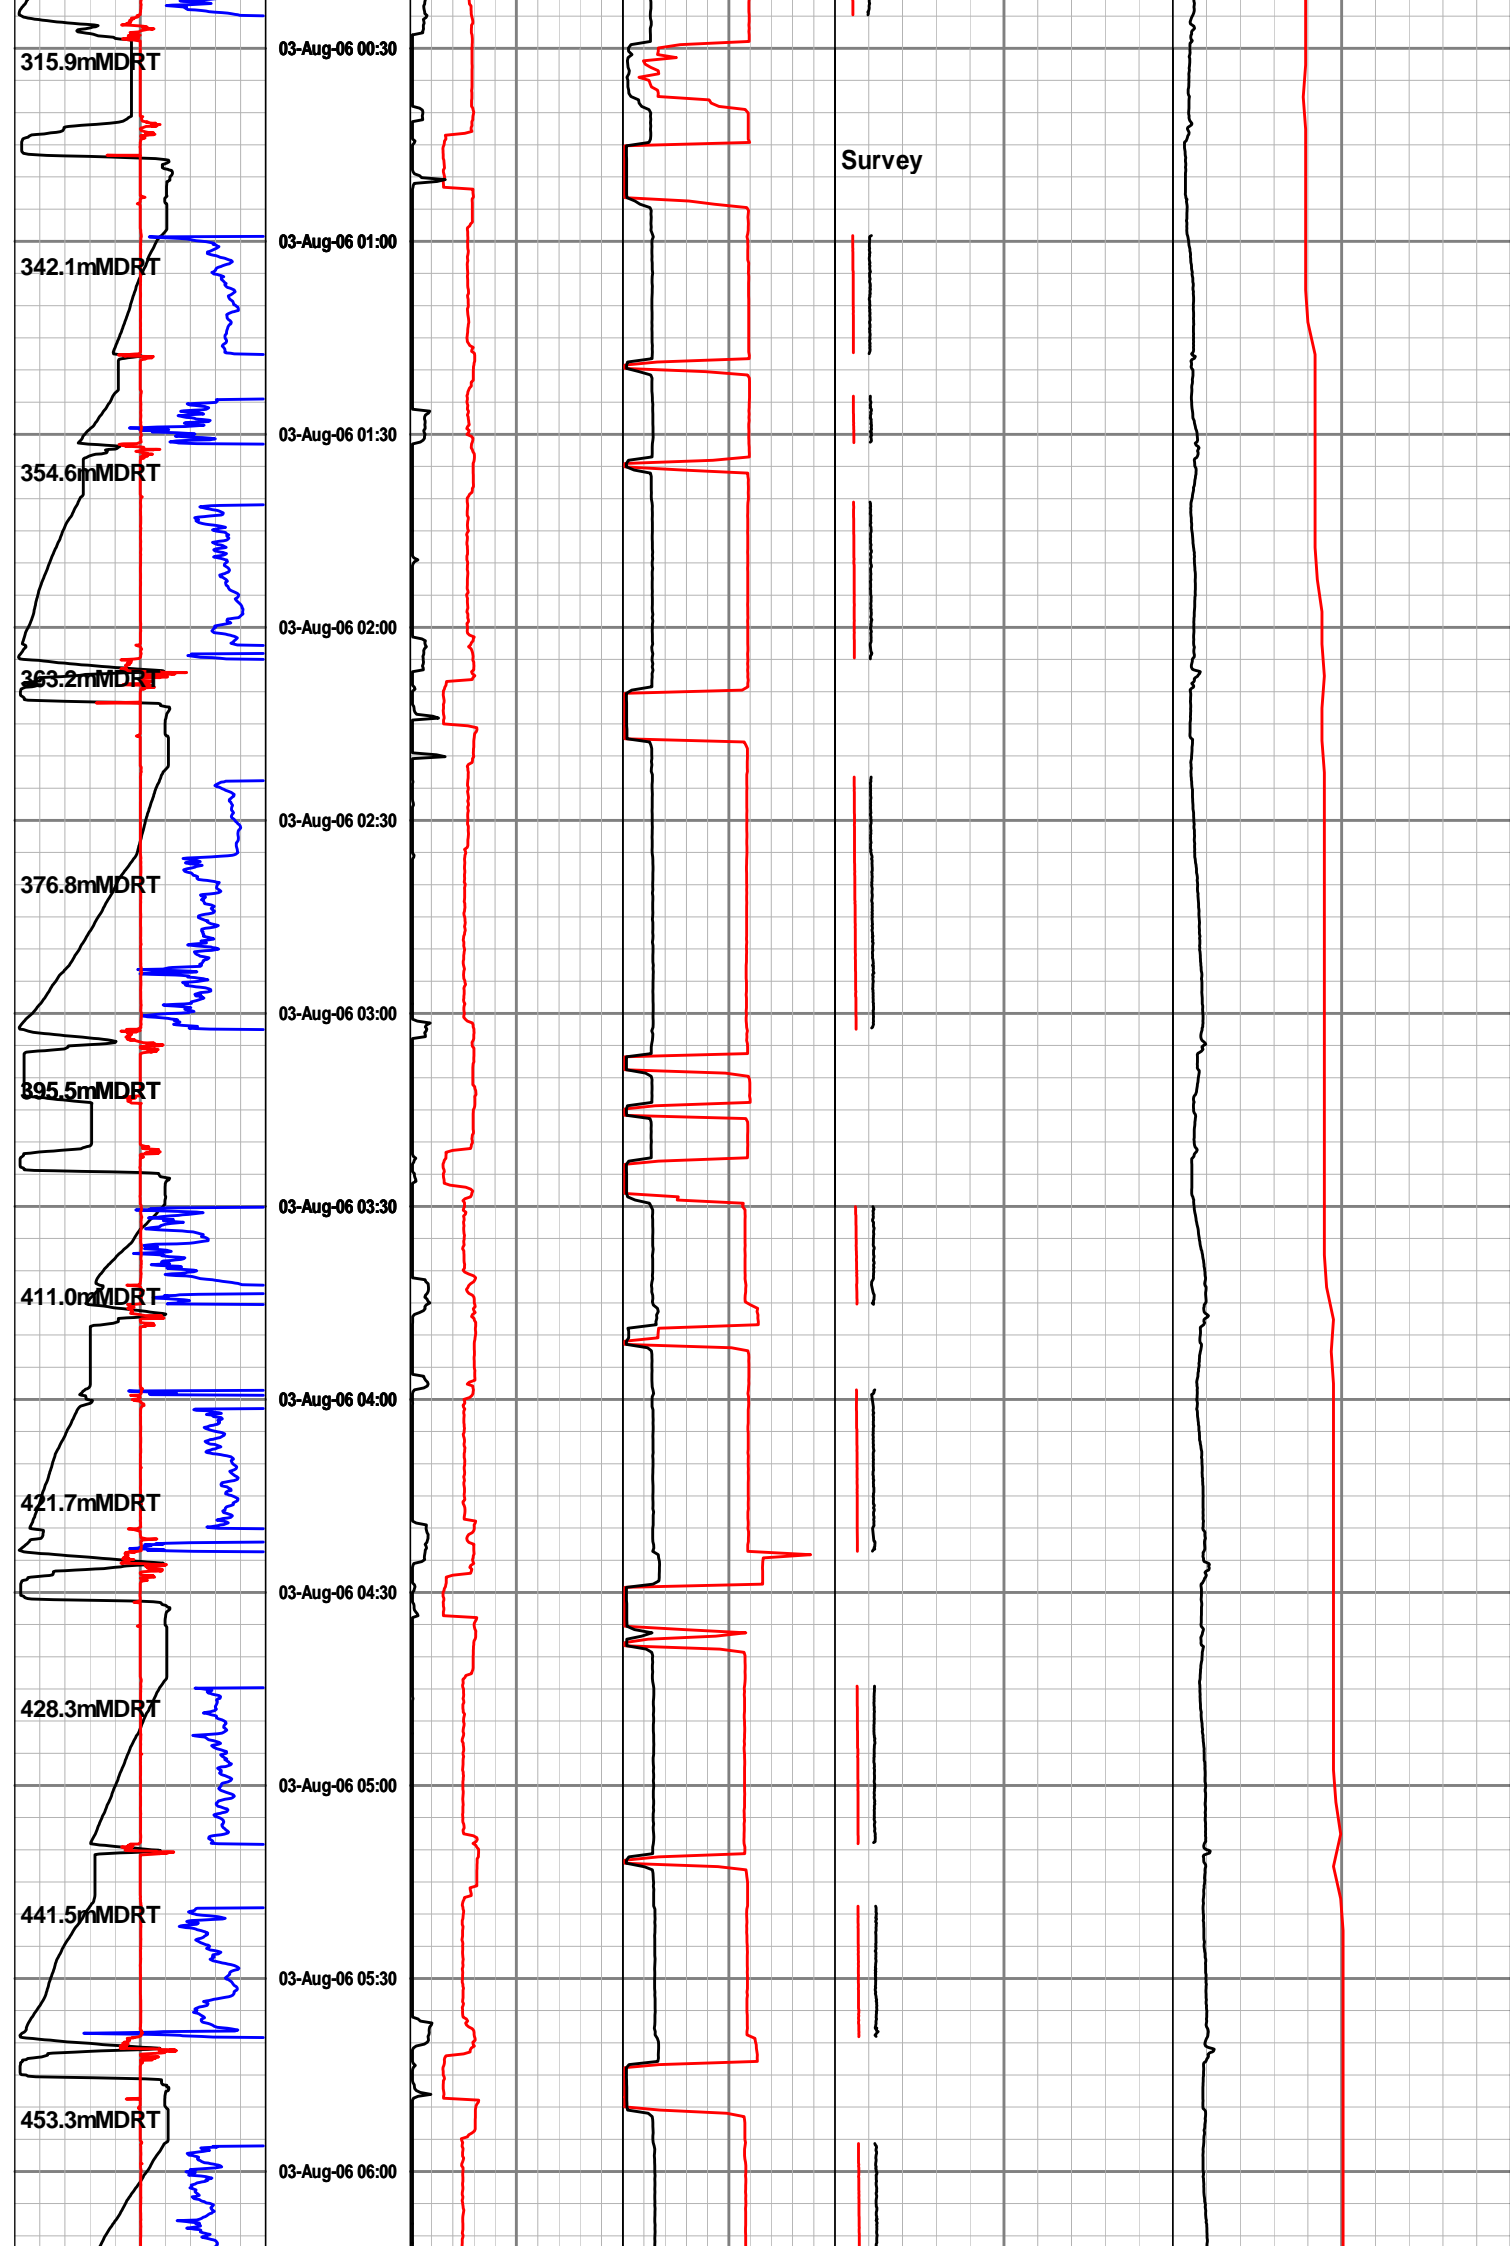 03-Aug-06 00:30
315.9mMDRT
Survey
03-Aug-06 01:00
342.1mMDRT
03-Aug-06 01:30
354.6mMDRT
03-Aug-06 02:00
363.2mMDRT
03-Aug-06 02:30
376.8mMDRT
03-Aug-06 03:00
395.5mMDRT
03-Aug-06 03:30
411.0mMDRT
03-Aug-06 04:00
421.7mMDRT
03-Aug-06 04:30
428.3mMDRT
03-Aug-06 05:00
441.5mMDRT
03-Aug-06 05:30
453.3mMDRT
03-Aug-06 06:00